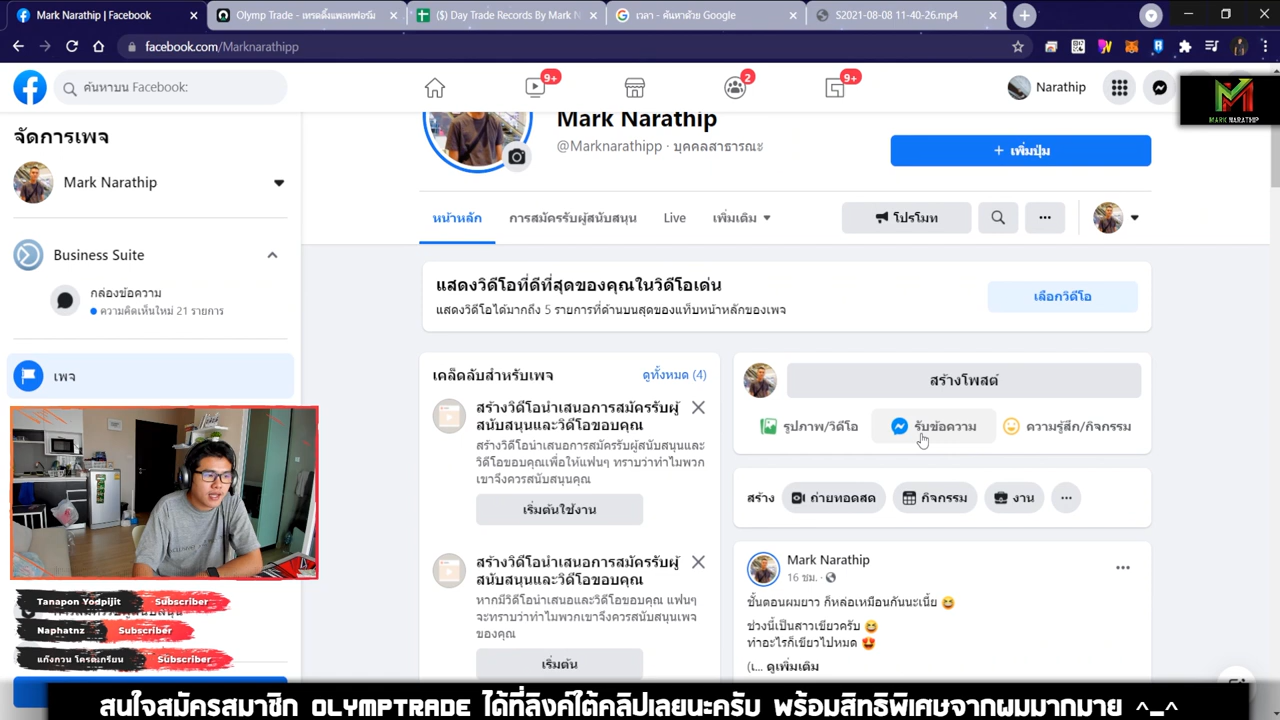 Mark Narathip | Facebook
Olymp Trade - เทรดดิ้งแพลทฟอร์ม
($) Day Trade Records By Mark N
เวลา - ค้นหาด้วย Google
S2021-08-08 11-40-26.mp4
facebook.com/Marknarathipp
ค้นหาบน Facebook:
9+
2
9+
Narathip
MARK NARATHIP
จัดการเพจ
Mark Narathip
Business Suite
กล่องข้อความ
ความคิดเห็นใหม่ 21 รายการ
เพจ
Mark Narathip
@Marknarathipp · บุคคลสาธารณะ
+ เพิ่มปุ่ม
หน้าหลัก
การสมัครรับผู้สนับสนุน
Live
เพิ่มเติม
โปรโมท
แสดงวิดีโอที่ดีที่สุดของคุณในวิดีโอเด่น
แสดงวิดีโอได้มากถึง 5 รายการที่ด้านบนสุดของแท็บหน้าหลักของเพจ
เลือกวิดีโอ
เคล็ดลับสำหรับเพจ
ดูทั้งหมด (4)
สร้างวิดีโอนำเสนอการสมัครรับผู้
สนับสนุนและวิดีโอขอบคุณ
สร้างวิดีโอนำเสนอการสมัครรับผู้สนับสนุนและ
วิดีโอขอบคุณเพื่อให้แฟนๆ ทราบว่าทำไมพวก
เขาจึงควรสนับสนุนคุณ
เริ่มต้นใช้งาน
สร้างวิดีโอนำเสนอการสมัครรับผู้
สนับสนุนและวิดีโอขอบคุณ
หากมีวิดีโอนำเสนอและวิดีโอขอบคุณ แฟนๆ
จะทราบว่าทำไมพวกเขาจึงควรสนับสนุนเพจ
ของคุณ
เริ่มต้น
สร้างโพสต์
รูปภาพ/วิดีโอ
รับข้อความ
ความรู้สึก/กิจกรรม
สร้าง
ถ่ายทอดสด
กิจกรรม
งาน
Mark Narathip
16 ชม.
ขั้นตอนผมยาว ก็หล่อเหมือนกันนะเนี้ย
ช่วงนี้เป็นสาวเขียวครับ
ทำอะไรก็เขียวไปหมด
(เ... ดูเพิ่มเติม
Tanapon Yodpijit Subscriber
Naphatnz Subscriber
แก๊งกวน โครตะเกรียน Subscriber
สนใจสมัครสมาชิก OLYMPTRADE ได้ที่ลิงค์ใต้คลิปเลยนะครับ พร้อมสิทธิพิเศษจากผมมากมาย ^_^